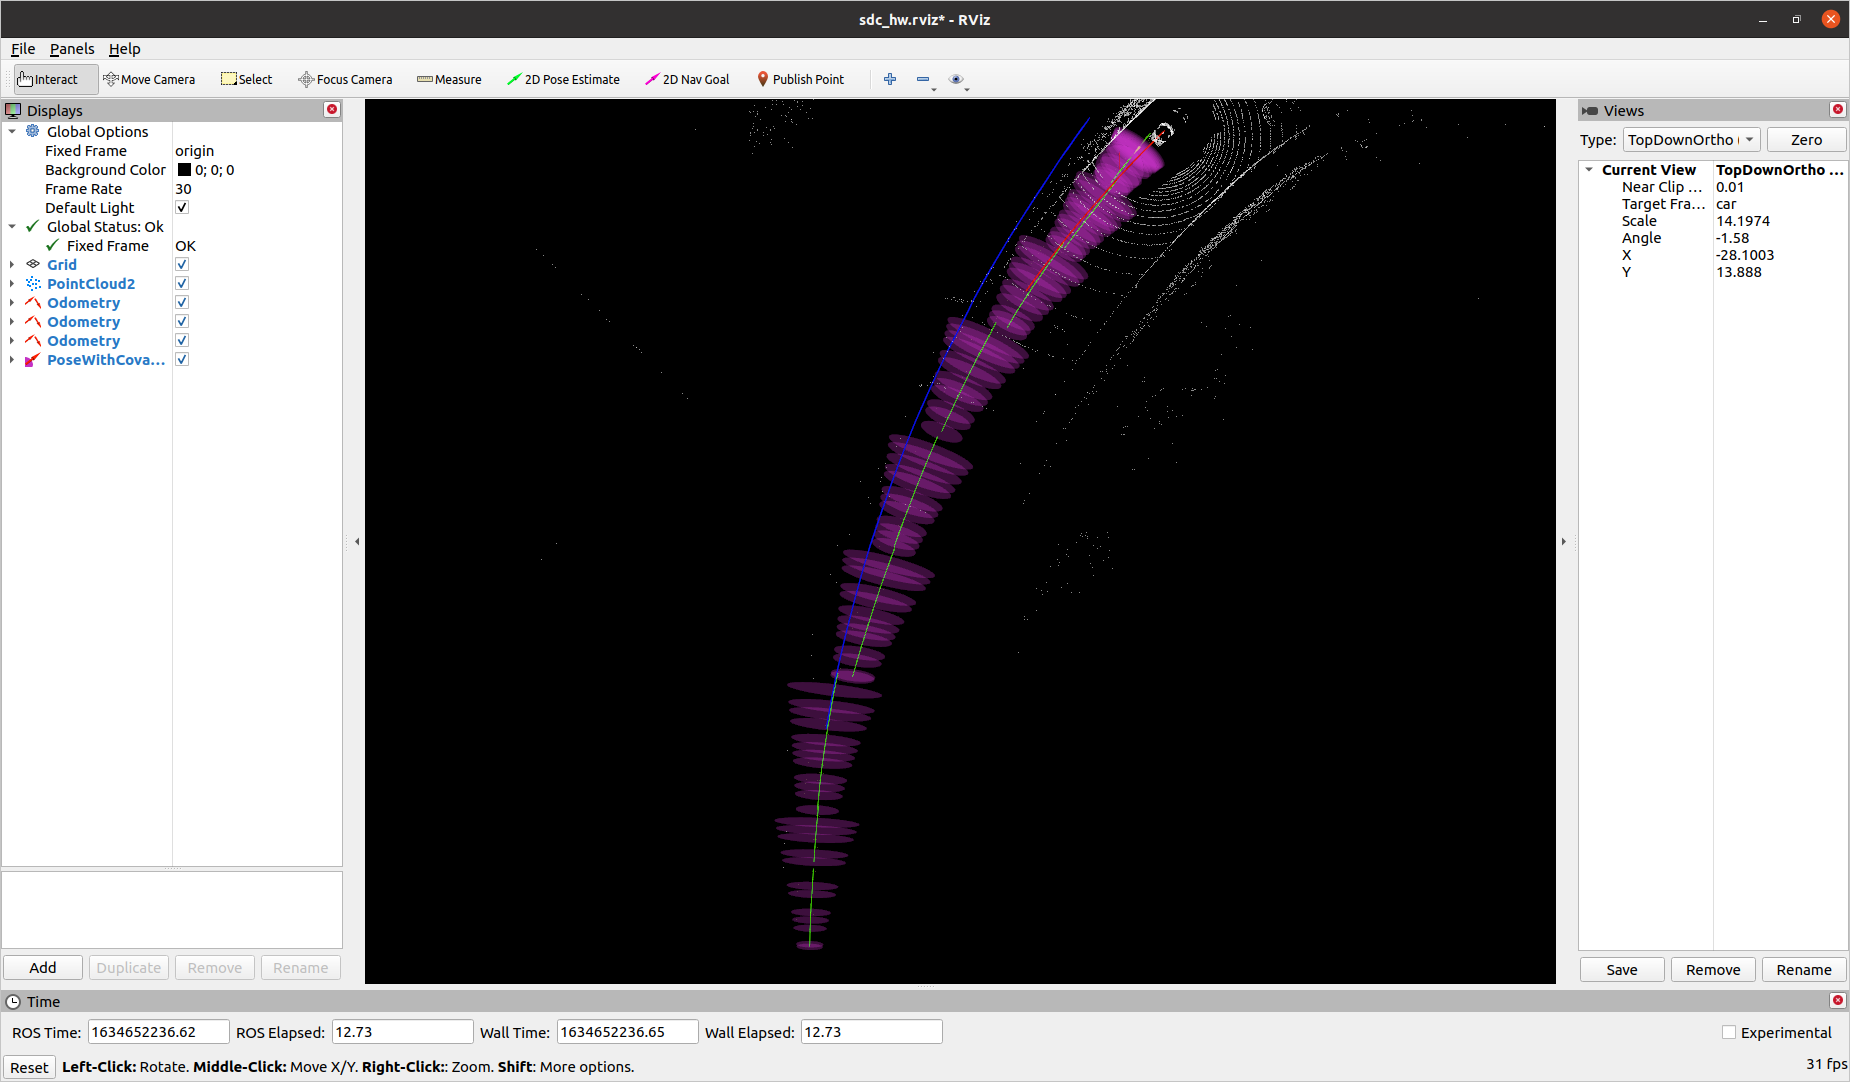 sdc_hw.rviz* - RViz
File Panels Help
Interact Move Camera Select Focus Camera Measure 2D Pose Estimate 2D Nav Goal Publish Point
Displays
Global Options
Fixed Frame origin
Background Color 0; 0; 0
Frame Rate 30
Default Light
Global Status: Ok
Fixed Frame OK
Grid
PointCloud2
Odometry
Odometry
Odometry
PoseWithCova...
Add Duplicate Remove Rename
Views
Type: TopDownOrtho ( Zero
Current View TopDownOrtho ...
Near Clip ... 0.01
Target Fra... car
Scale 14.1974
Angle -1.58
X -28.1003
Y 13.888
Save Remove Rename
Time
ROS Time: 1634652236.62 ROS Elapsed: 12.73 Wall Time: 1634652236.65 Wall Elapsed: 12.73 Experimental
Reset Left-Click: Rotate. Middle-Click: Move X/Y. Right-Click:: Zoom. Shift: More options. 31 fps